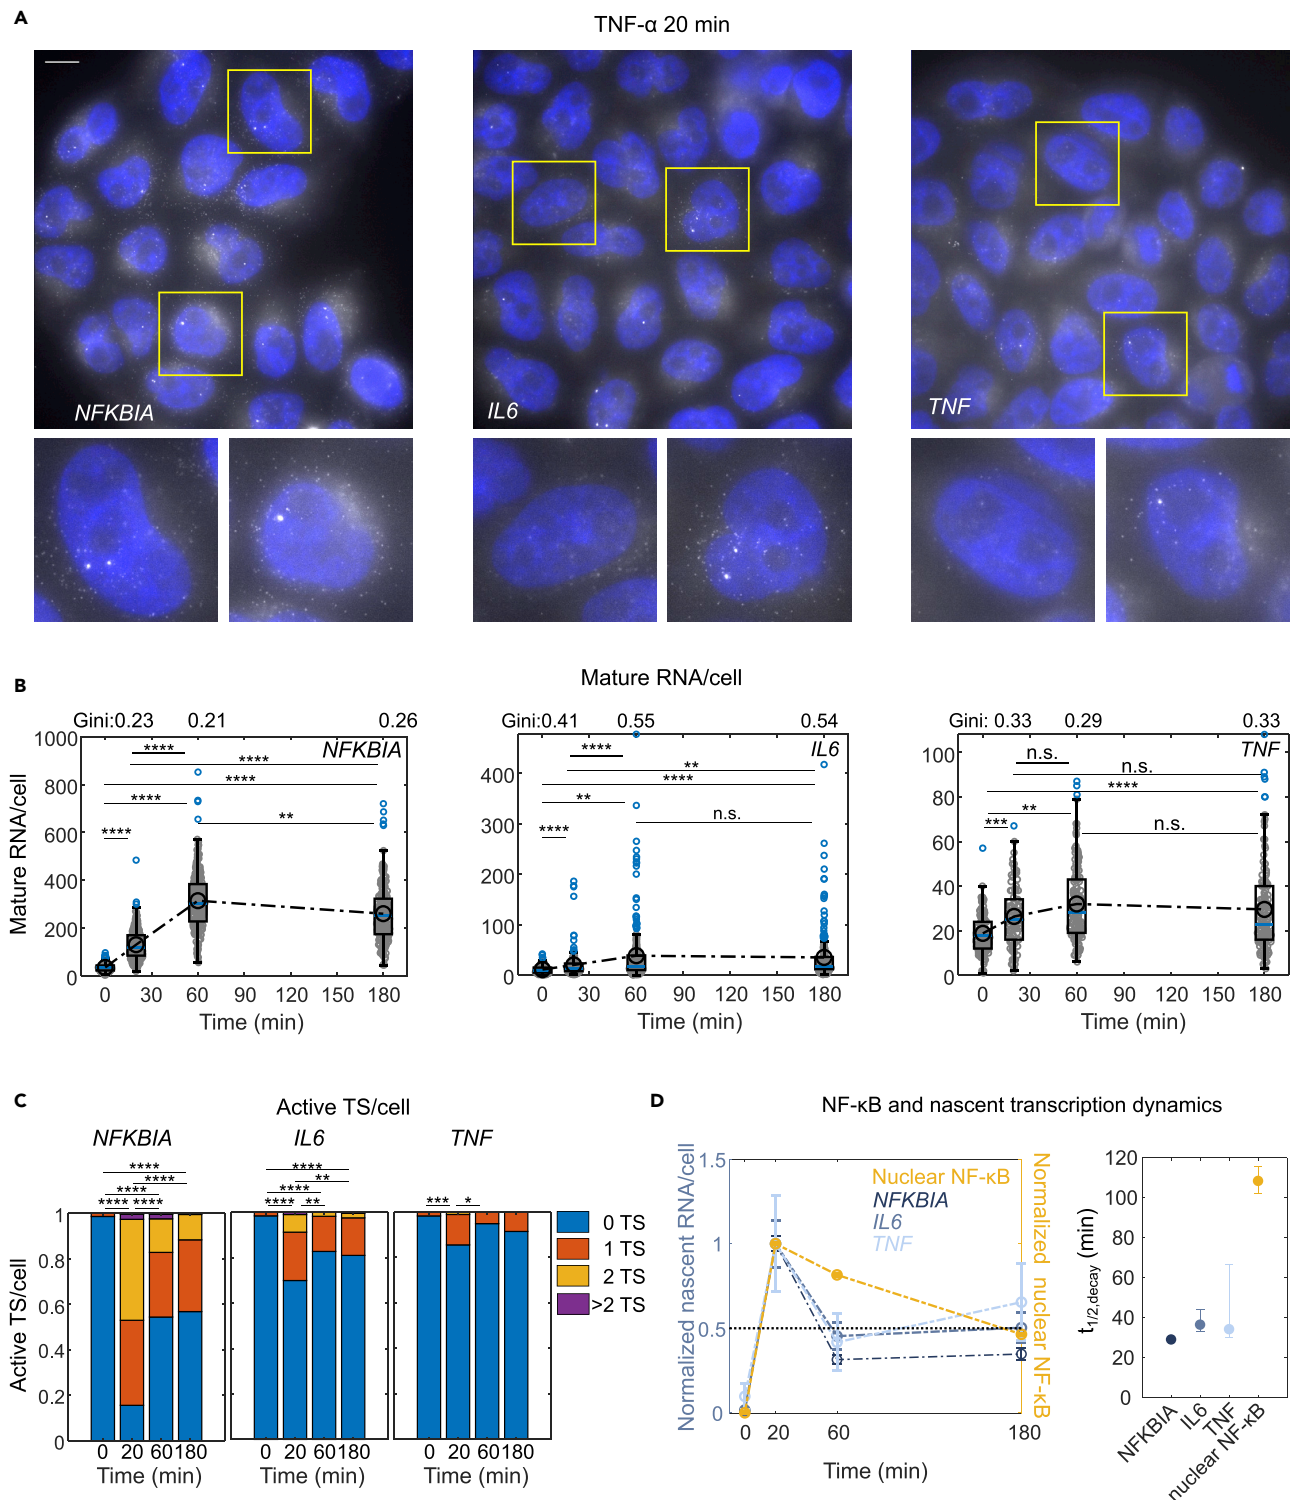 A
TNF-α 20 min
NFKBIA
IL6
TNF
B
Mature RNA/cell
Gini:0.23 0.21 0.26
NFKBIA
Mature RNA/cell
1000
800
600
400
200
0
****
****
****
****
**
****
0 30 60 90 120 150 180
Time (min)
Gini:0.41 0.55 0.54
IL6
400
300
200
100
0
****
**
****
**
n.s.
****
0 30 60 90 120 150 180
Time (min)
Gini: 0.33 0.29 0.33
TNF
100
80
60
40
20
0
n.s.
n.s.
****
**
***
n.s.
0 30 60 90 120 150 180
Time (min)
C
Active TS/cell
NFKBIA
IL6
TNF
****
****
****
**** ****
****
**
****
**** **
*** *
Active TS/cell
1
0.8
0.6
0.4
0.2
0
0 20 60 180
Time (min)
0 20 60 180
Time (min)
0 20 60 180
Time (min)
0 TS
1 TS
2 TS
>2 TS
D
NF-κB and nascent transcription dynamics
Normalized nascent RNA/cell
1.5
1
0.5
0
Nuclear NF-κB
NFKBIA
IL6
TNF
Normalized nuclear NF-κB
0 20 60 180
Time (min)
t1/2,decay (min)
120
100
80
60
40
20
0
NFKBIA
IL6
TNF
nuclear NF-κB